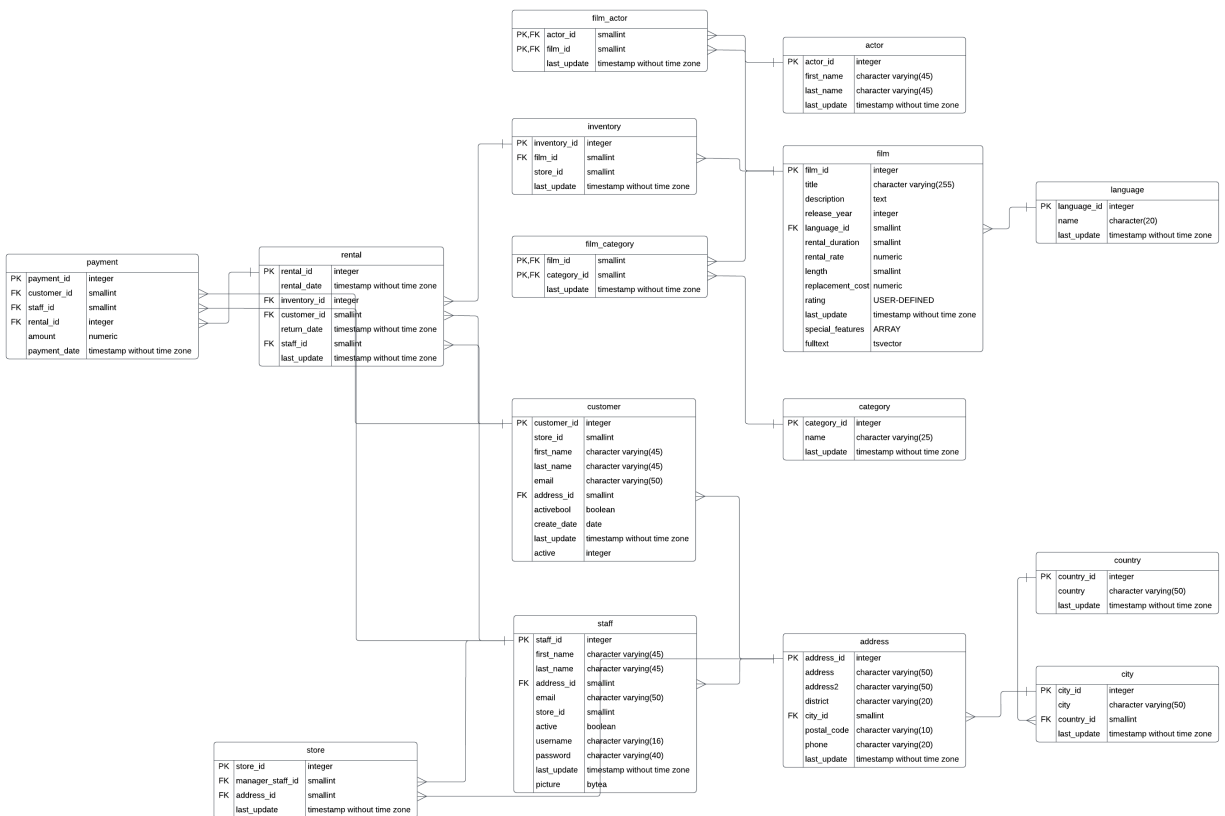 film_actor
PK,FK actor_id smallint
PK,FK film_id smallint
last_update timestamp without time zone
actor
PK actor_id integer
first_name character varying(45)
last_name character varying(45)
last_update timestamp without time zone
inventory
PK inventory_id integer
FK film_id smallint
store_id smallint
last_update timestamp without time zone
film
PK film_id integer
title character varying(255)
description text
release_year integer
FK language_id smallint
rental_duration smallint
rental_rate numeric
length smallint
replacement_cost numeric
rating USER-DEFINED
last_update timestamp without time zone
special_features ARRAY
fulltext tsvector
language
PK language_id integer
name character(20)
last_update timestamp without time zone
film_category
PK,FK film_id smallint
PK,FK category_id smallint
last_update timestamp without time zone
payment
PK payment_id integer
FK customer_id smallint
FK staff_id smallint
FK rental_id integer
amount numeric
payment_date timestamp without time zone
rental
PK rental_id integer
rental_date timestamp without time zone
FK inventory_id integer
FK customer_id smallint
return_date timestamp without time zone
FK staff_id smallint
last_update timestamp without time zone
customer
PK customer_id integer
store_id smallint
first_name character varying(45)
last_name character varying(45)
email character varying(50)
FK address_id smallint
activebool boolean
create_date date
last_update timestamp without time zone
active integer
category
PK category_id integer
name character varying(25)
last_update timestamp without time zone
country
PK country_id integer
country character varying(50)
last_update timestamp without time zone
staff
PK staff_id integer
first_name character varying(45)
last_name character varying(45)
FK address_id smallint
email character varying(50)
store_id smallint
active boolean
username character varying(16)
password character varying(40)
last_update timestamp without time zone
picture bytea
address
PK address_id integer
address character varying(50)
address2 character varying(50)
district character varying(20)
FK city_id smallint
postal_code character varying(10)
phone character varying(20)
last_update timestamp without time zone
city
PK city_id integer
city character varying(50)
FK country_id smallint
last_update timestamp without time zone
store
PK store_id integer
FK manager_staff_id smallint
FK address_id smallint
last_update timestamp without time zone